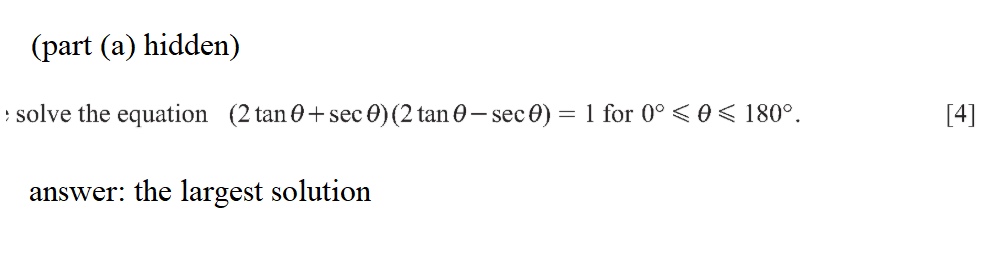 (part (a) hidden)
solve the equation (2 tan θ + sec θ)(2 tan θ − sec θ) = 1 for 0° ⩽ θ ⩽ 180°. [4]
answer: the largest solution